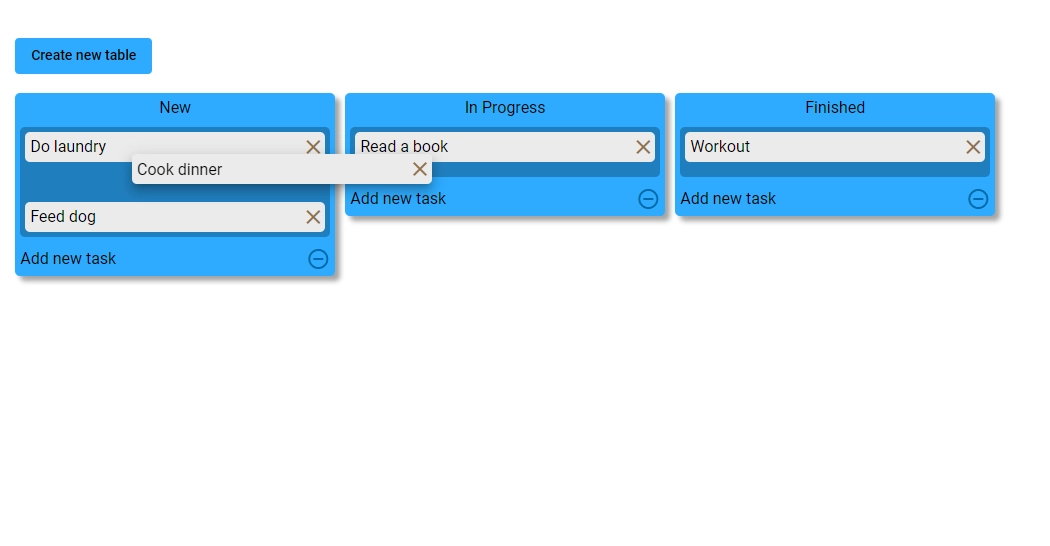 Create new table
New
Do laundry
Cook dinner
Feed dog
Add new task
In Progress
Read a book
Add new task
Finished
Workout
Add new task